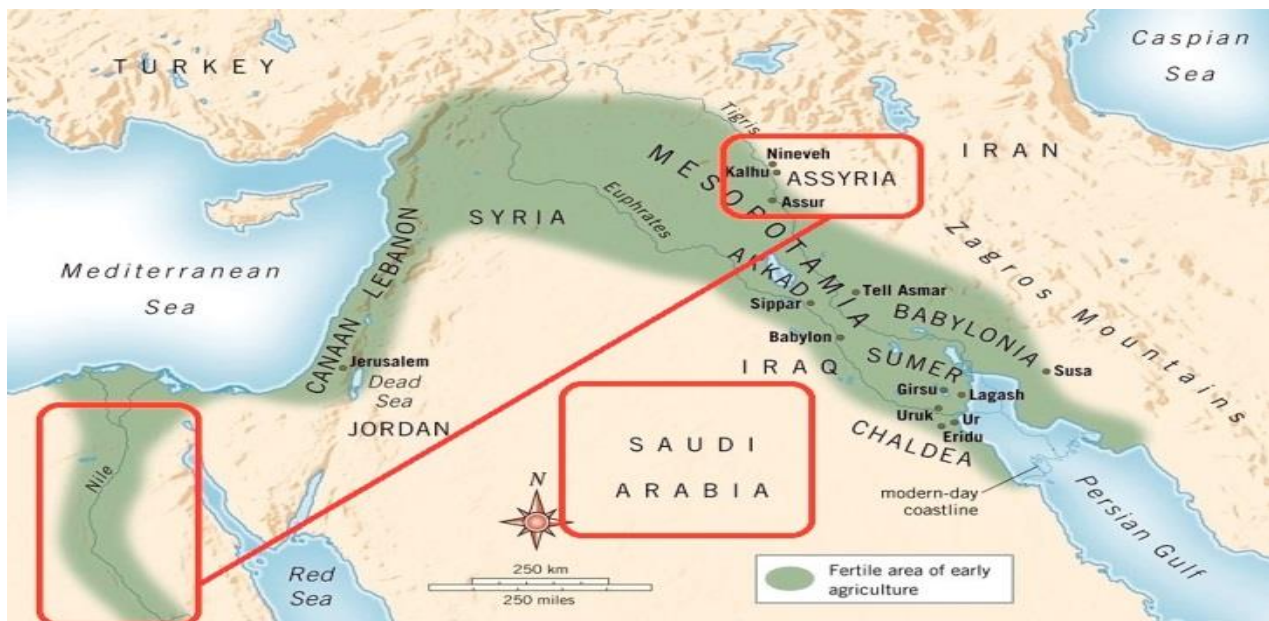 Caspian
Sea
TURKEY
Tigris
IRAN
Nineveh
Kalhu
ASSYRIA
Assur
MESOPOTAMIA
Euphrates
SYRIA
Zagros Mountains
Mediterranean
Sea
LEBANON
AKKAD
Tell Asmar
Sippar
BABYLONIA
CANAAN
Jerusalem
Dead
Sea
Babylon
IRAQ
SUMER
Susa
Girsu
Lagash
Uruk
Ur
Eridu
JORDAN
CHALDEA
SAUDI
ARABIA
Nile
N
modern-day
coastline
Persian Gulf
250 km
250 miles
Red
Sea
Fertile area of early
agriculture